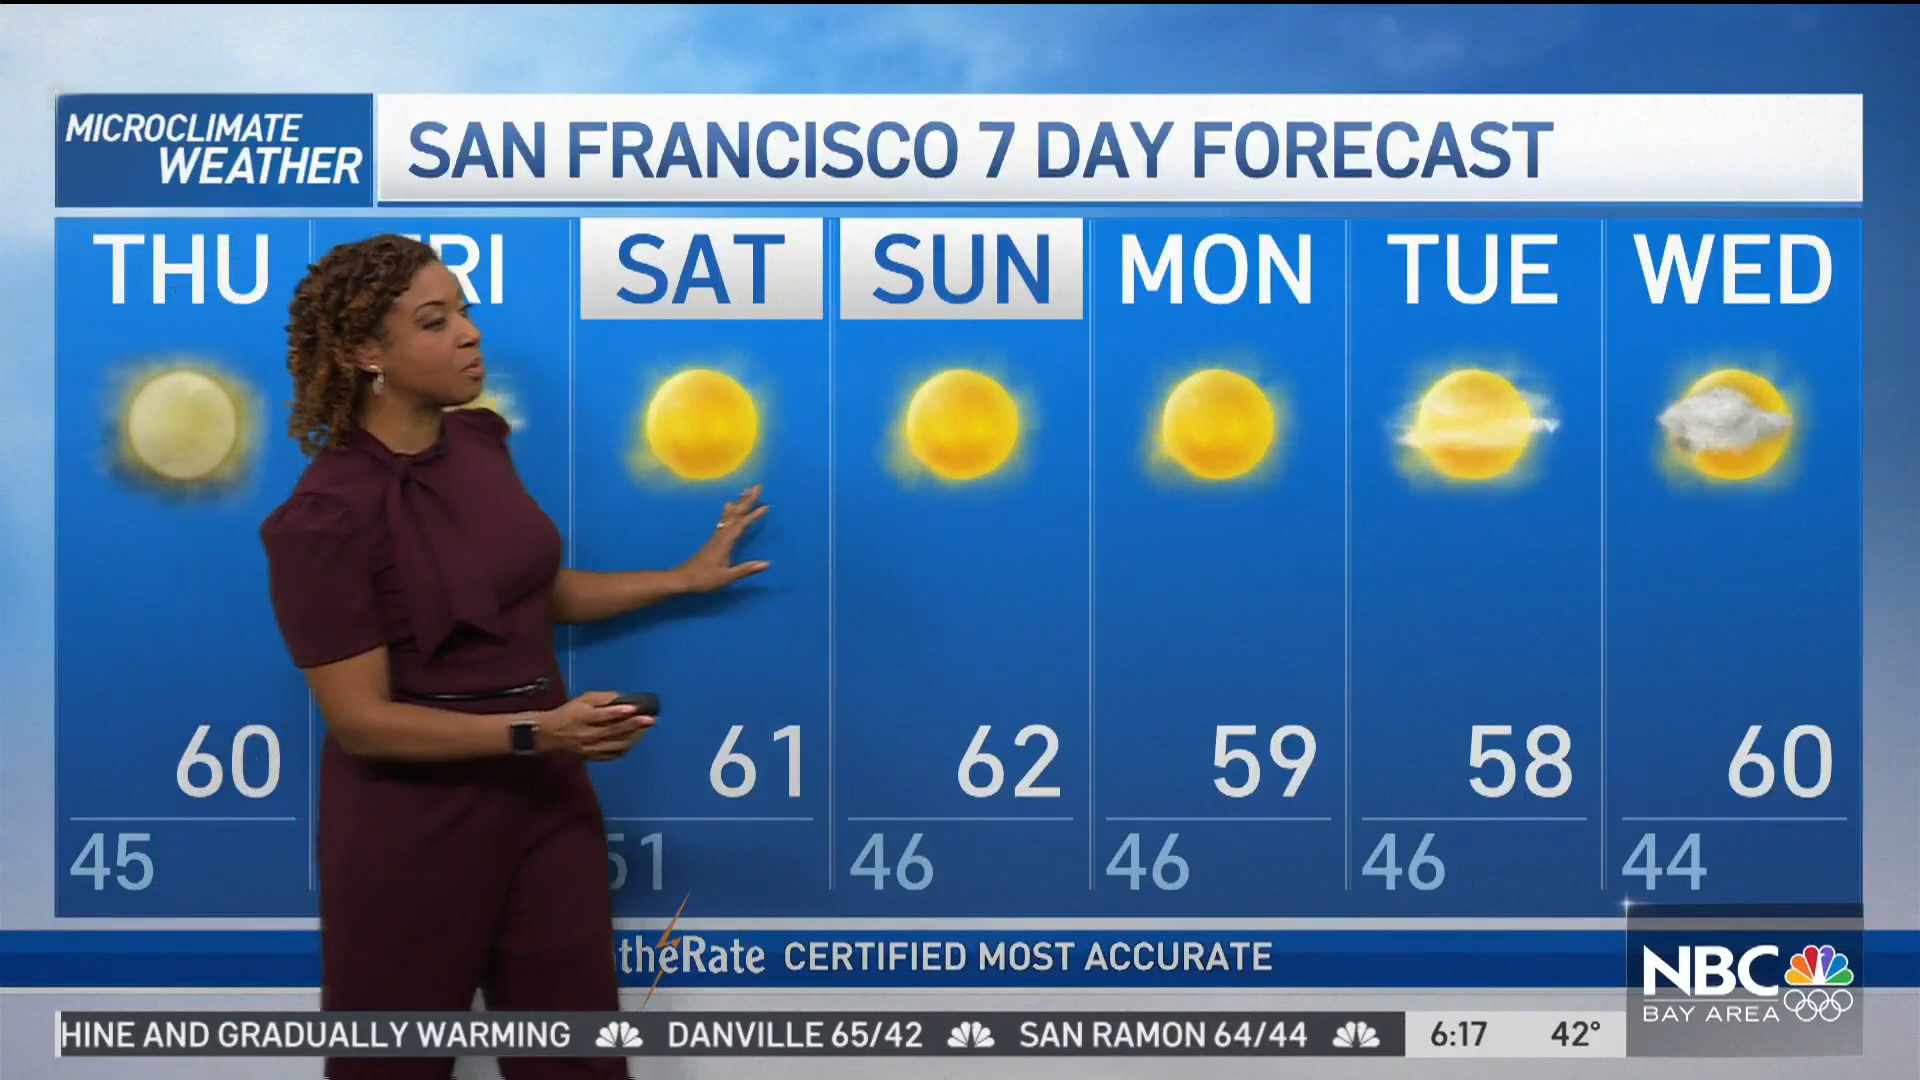 MICROCLIMATE
WEATHER
SAN FRANCISCO 7 DAY FORECAST
THU
SAT
SUN
MON
TUE
WED
60
61
62
59
58
60
45
51
46
46
46
44
CERTIFIED MOST ACCURATE
NBC
BAY AREA
HINE AND GRADUALLY WARMING DANVILLE 65/42 SAN RAMON 64/44 6:17 42°